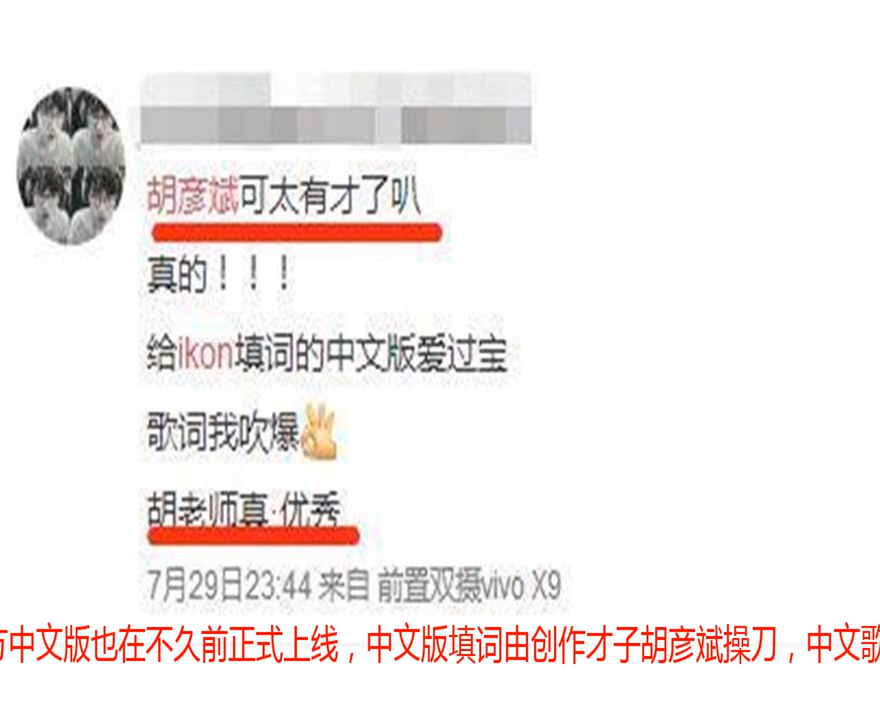 胡彦斌可太有才了叭
真的！！！
给ikon填词的中文版爱过宝
歌词我吹爆👌
胡老师真·优秀
7月29日23:44 来自 前置双摄vivo X9
方中文版也在不久前正式上线，中文版填词由创作才子胡彦斌操刀，中文歌